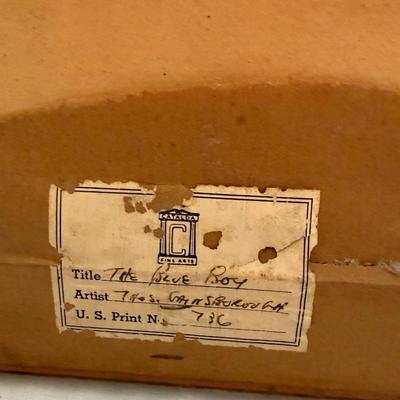 CATALDA
C
FINE ARTS
Title THE BLUE BOY
Artist THOS. GAINSBOROUGH
U. S. Print No. 736